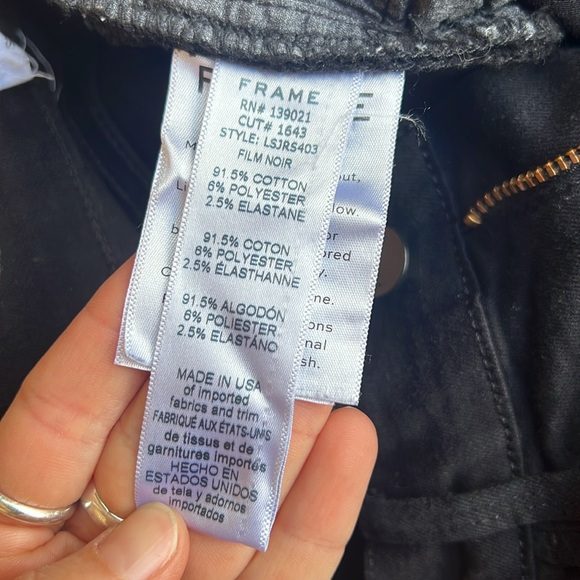 FRAME
RN# 139021
CUT# 1643
STYLE: LSJRS403
FILM NOIR
91.5% COTTON
6% POLYESTER
2.5% ELASTANE
91.5% COTON
6% POLYESTER
2.5% ÉLASTHANNE
91.5% ALGODÓN
6% POLIESTER
2.5% ELASTANO
MADE IN USA
of imported
fabrics and trim
FABRIQUÉ AUX ÉTATS-UNIS
de tissus et de
garnitures importés
HECHO EN
ESTADOS UNIDOS
de tela y adornos
importados